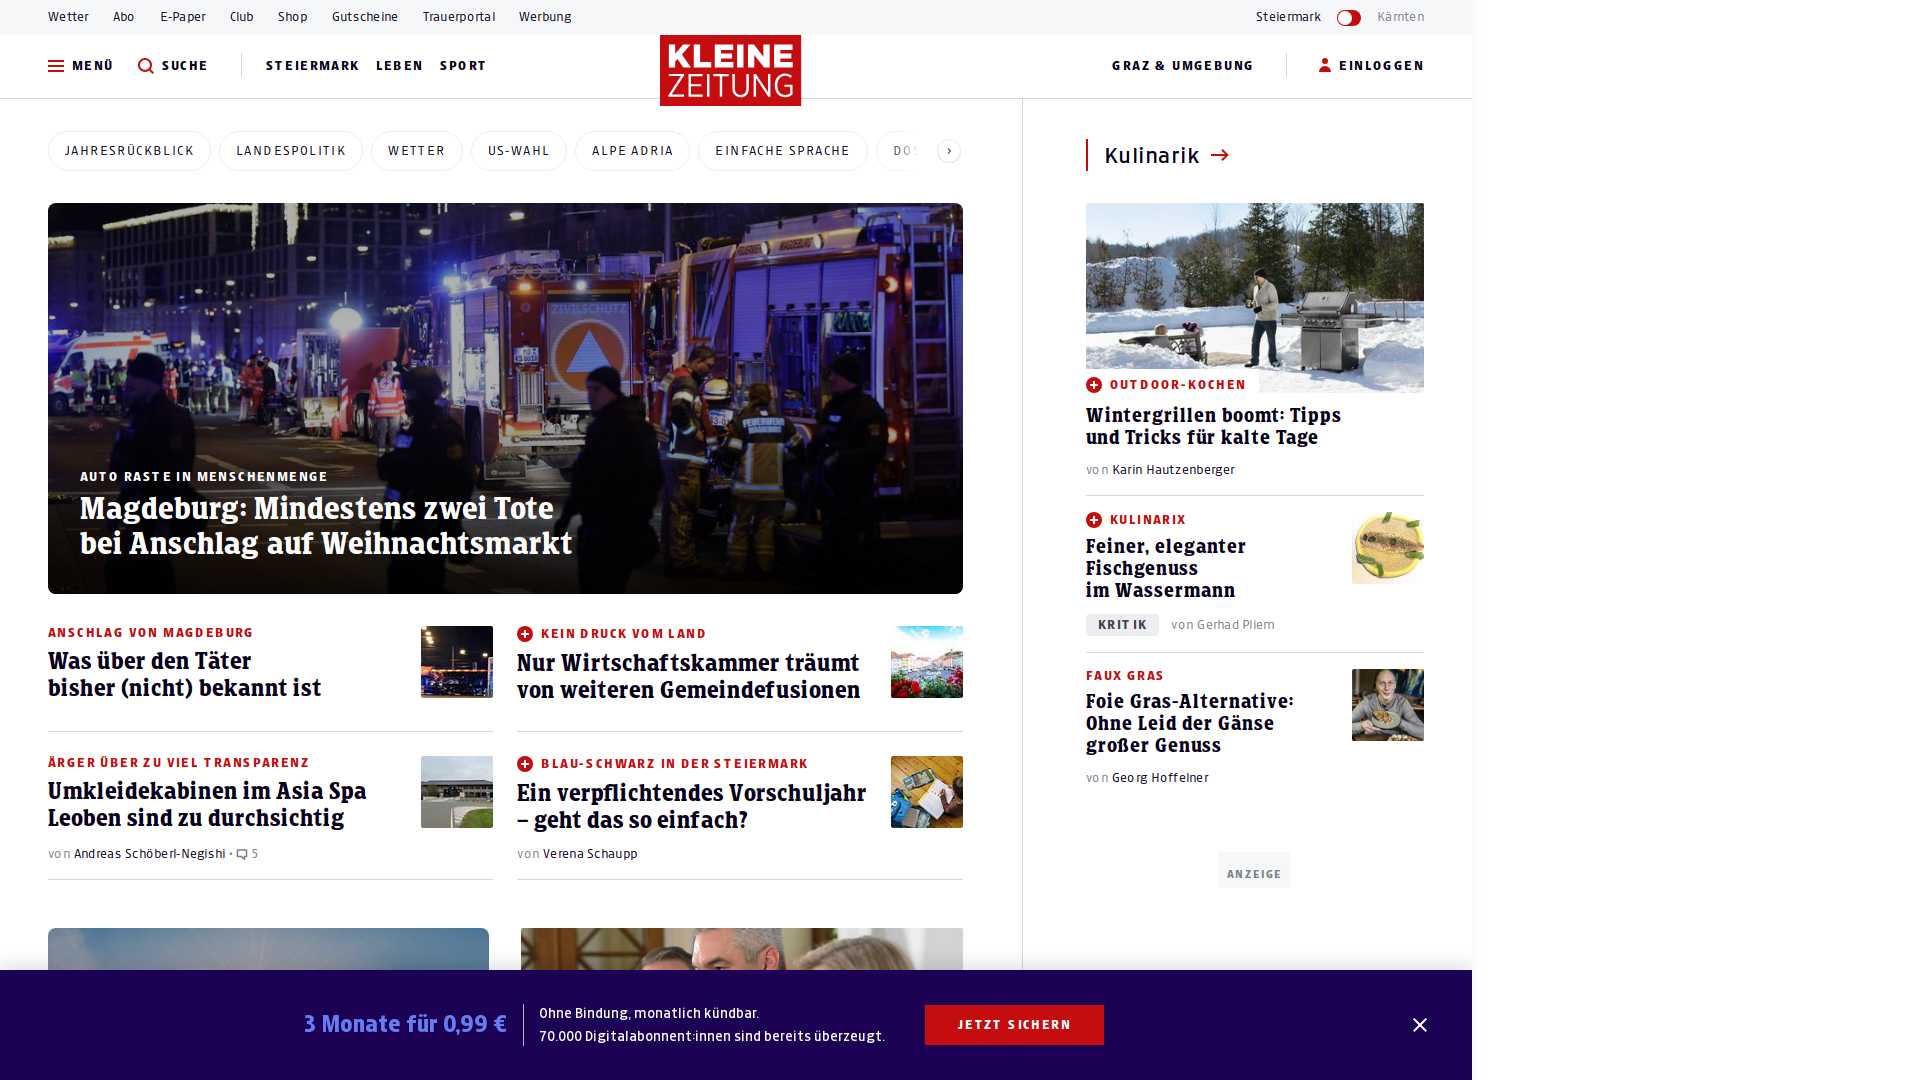 Wetter Abo E-Paper Club Shop Gutscheine Trauerportal Werbung Steiermark Kärnten
MENÜ SUCHE STEIERMARK LEBEN SPORT KLEINE ZEITUNG GRAZ & UMGEBUNG EINLOGGEN
JAHRESRÜCKBLICK LANDESPOLITIK WETTER US-WAHL ALPE ADRIA EINFACHE SPRACHE
AUTO RASTE IN MENSCHENMENGE
Magdeburg: Mindestens zwei Tote
bei Anschlag auf Weihnachtsmarkt
ZIVILSCHUTZ
FEUERWEHR
ANSCHLAG VON MAGDEBURG
Was über den Täter
bisher (nicht) bekannt ist
KEIN DRUCK VOM LAND
Nur Wirtschaftskammer träumt
von weiteren Gemeindefusionen
ÄRGER ÜBER ZU VIEL TRANSPARENZ
Umkleidekabinen im Asia Spa
Leoben sind zu durchsichtig
von Andreas Schöberl-Negishi • 5
BLAU-SCHWARZ IN DER STEIERMARK
Ein verpflichtendes Vorschuljahr
– geht das so einfach?
von Verena Schaupp
Kulinarik
OUTDOOR-KOCHEN
Wintergrillen boomt: Tipps
und Tricks für kalte Tage
von Karin Hautzenberger
KULINARIX
Feiner, eleganter
Fischgenuss
im Wassermann
KRITIK von Gerhad Pliem
FAUX GRAS
Foie Gras-Alternative:
Ohne Leid der Gänse
großer Genuss
von Georg Hoffelner
ANZEIGE
3 Monate für 0,99 €
Ohne Bindung, monatlich kündbar.
70.000 Digitalabonnent:innen sind bereits überzeugt.
JETZT SICHERN